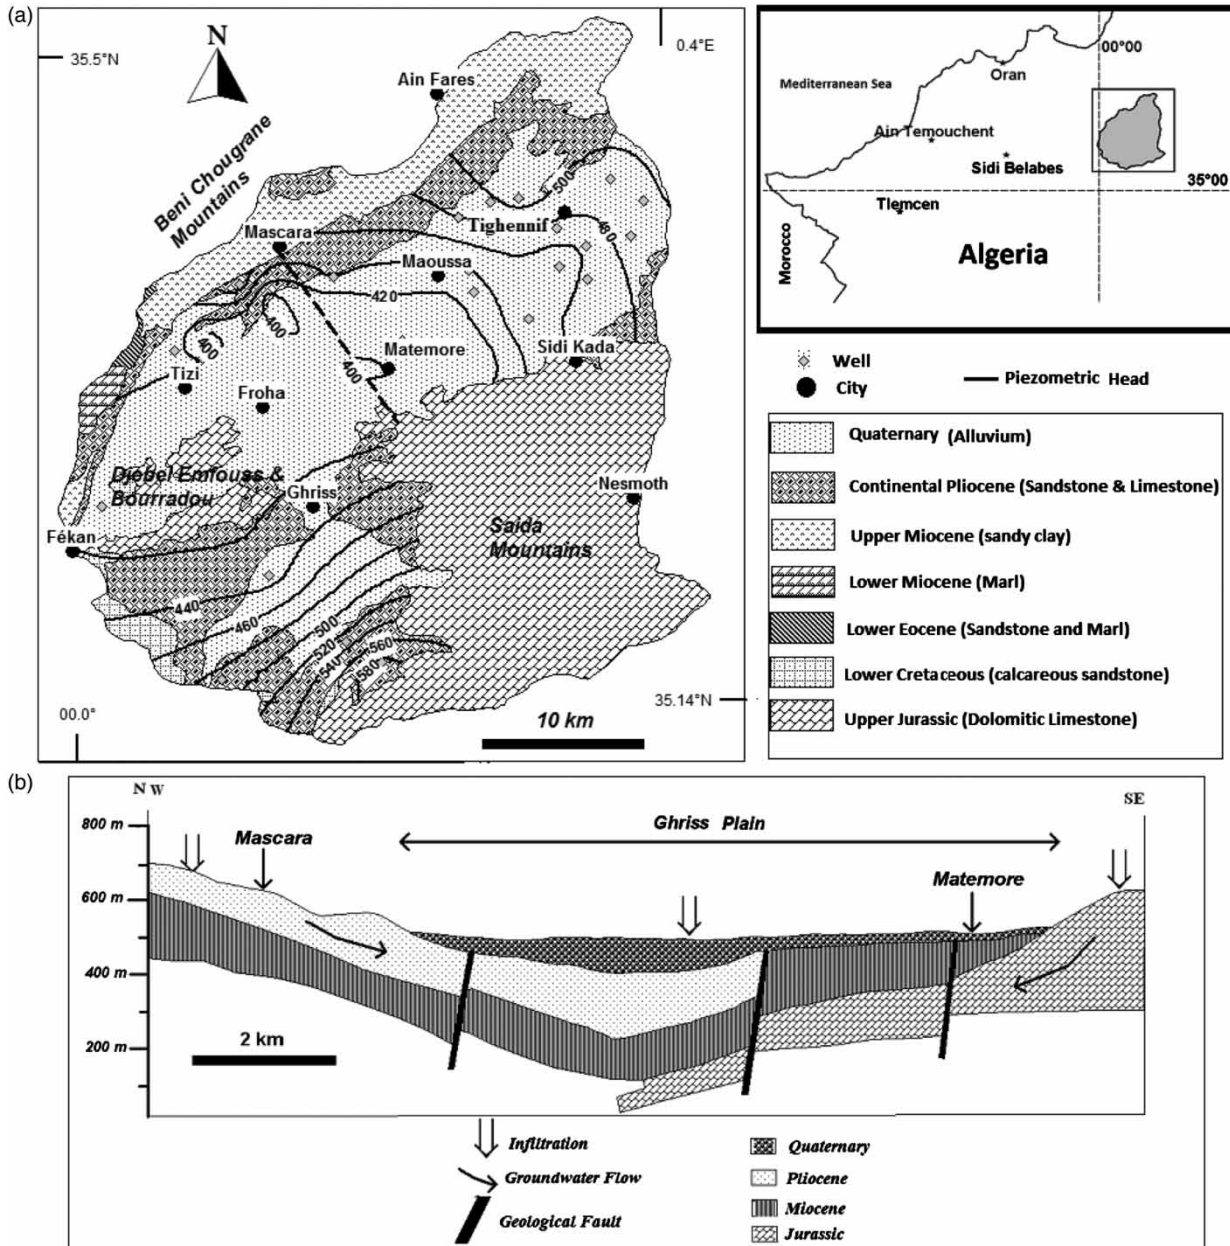 (a)
N
35.5°N
0.4°E
Ain Fares
Beni Chougrane
Mountains
500
Tighennif
480
Mascara
Maoussa
420
400
400
400
Matemore
Sidi Kada
Tizi
Froha
Djebel Emfouss &
Bourradou
Ghriss
Nesmoth
Saida
Mountains
Fékan
440
460
500
520
540
560
580
00.0°
35.14°N
10 km
00°00
Oran
Mediterranean Sea
Ain Temouchent
Sidi Belabes
35°00
Tlemcen
Morocco
Algeria
Well
City
Piezometric Head
Quaternary (Alluvium)
Continental Pliocene (Sandstone & Limestone)
Upper Miocene (sandy clay)
Lower Miocene (Marl)
Lower Eocene (Sandstone and Marl)
Lower Cretaceous (calcareous sandstone)
Upper Jurassic (Dolomitic Limestone)
(b)
N W
SE
800 m
Mascara
Ghriss Plain
600 m
Matemore
400 m
200 m
2 km
Infiltration
Groundwater Flow
Geological Fault
Quaternary
Pliocene
Miocene
Jurassic